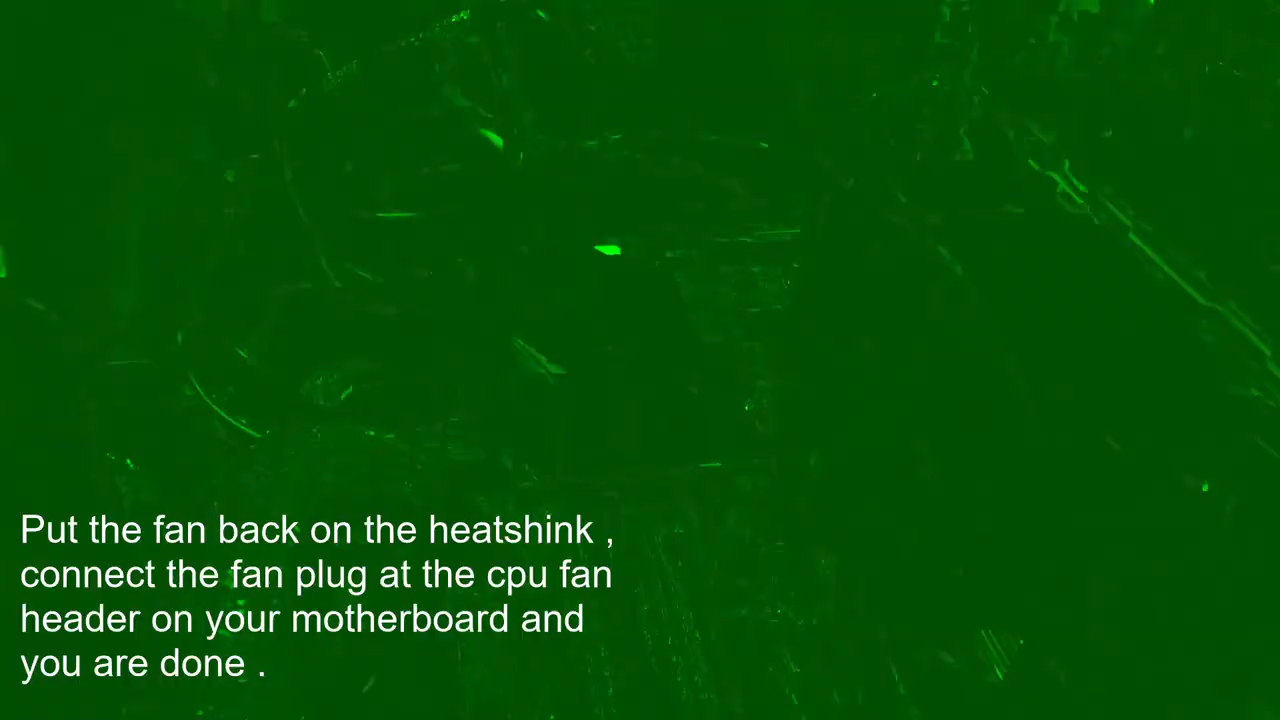 Put the fan back on the heatshink ,
connect the fan plug at the cpu fan
header on your motherboard and
you are done .